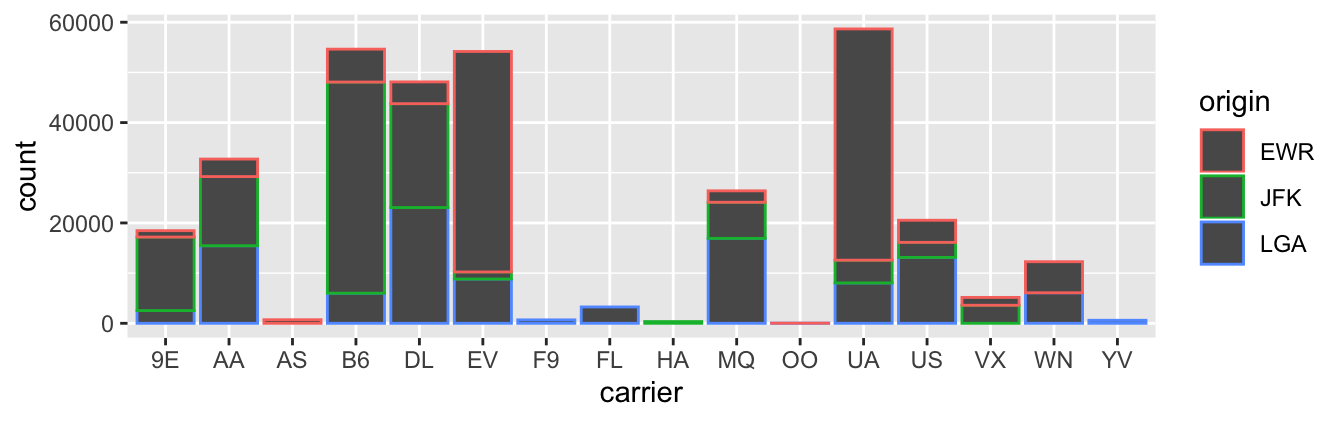 60000
40000
20000
0
count
9E AA AS B6 DL EV F9 FL HA MQ OO UA US VX WN YV
carrier
origin
EWR
JFK
LGA